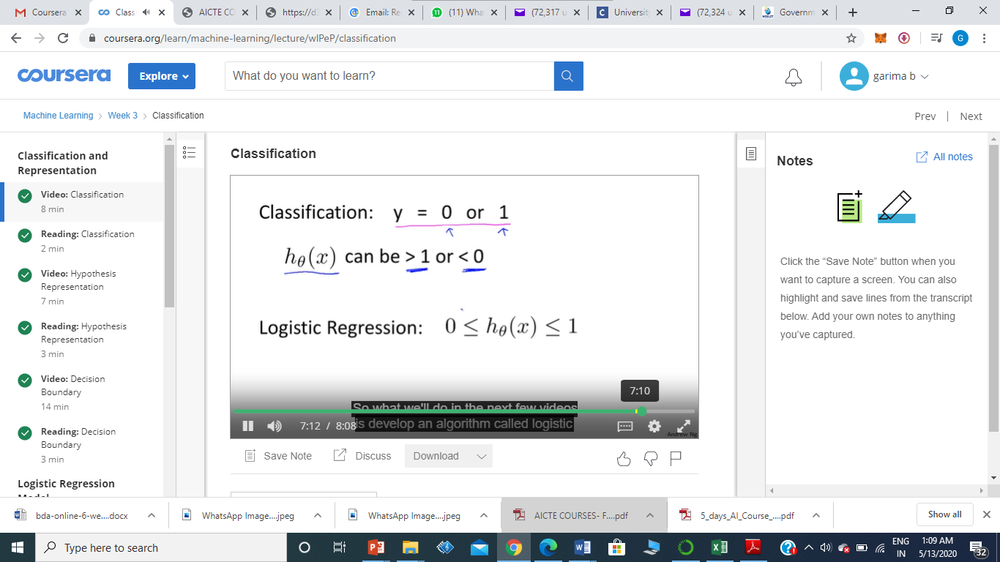 Coursera
Class
AICTE CO
https://d3
Email: Re
(11) Wha
(72,317 u
Universit
(72,324 u
Governm
coursera.org/learn/machine-learning/lecture/wlPeP/classification
G
coursera
Explore
What do you want to learn?
garima b
Machine Learning > Week 3 > Classification
Prev | Next
Classification and
Representation
Video: Classification
8 min
Reading: Classification
2 min
Video: Hypothesis
Representation
7 min
Reading: Hypothesis
Representation
3 min
Video: Decision
Boundary
14 min
Reading: Decision
Boundary
3 min
Logistic Regression
Model
Classification
Classification: y = 0 or 1
hθ(x) can be > 1 or < 0
Logistic Regression: 0 ≤ hθ(x) ≤ 1
7:10
So what we'll do in the next few videos
is develop an algorithm called logistic
7:12 / 8:08
Andrew Ng
Save Note
Discuss
Download
Notes
All notes
Click the “Save Note” button when you
want to capture a screen. You can also
highlight and save lines from the transcript
below. Add your own notes to anything
you’ve captured.
bda-online-6-we....docx
WhatsApp Image....jpeg
WhatsApp Image....jpeg
AICTE COURSES- F....pdf
5_days_AI_Course_....pdf
Show all
Type here to search
ENG
IN
1:09 AM
5/13/2020
32